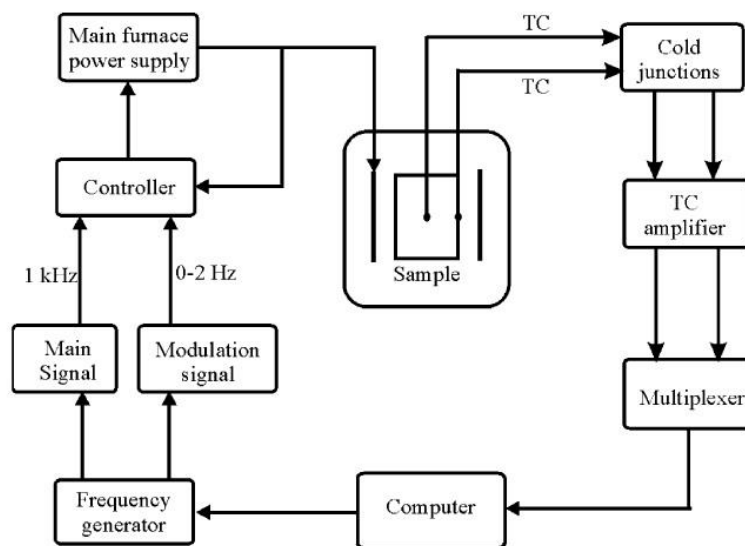 Main furnace
power supply
TC
TC
Cold
junctions
Controller
TC
amplifier
Sample
1 kHz
0-2 Hz
Main
Signal
Modulation
signal
Multiplexer
Frequency
generator
Computer